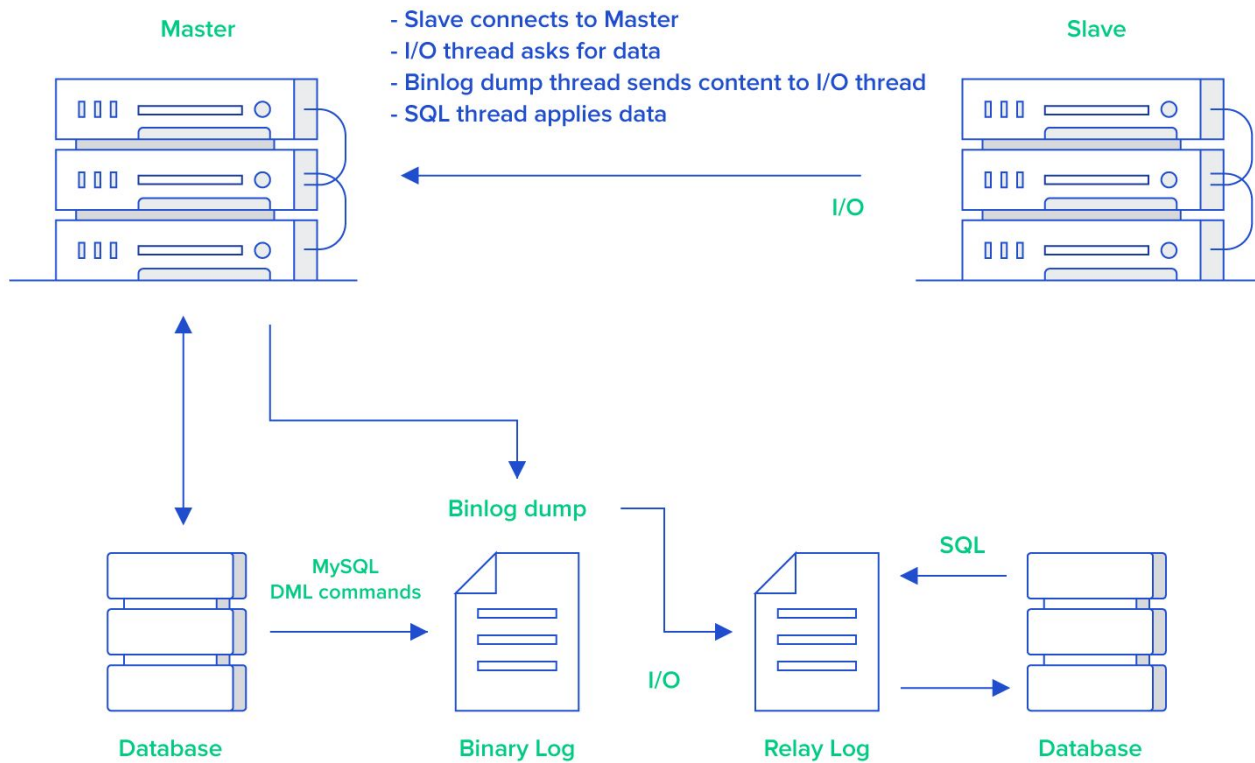 Master
- Slave connects to Master
- I/O thread asks for data
- Binlog dump thread sends content to I/O thread
- SQL thread applies data
Slave
I/O
Binlog dump
MySQL
DML commands
SQL
I/O
Database
Binary Log
Relay Log
Database